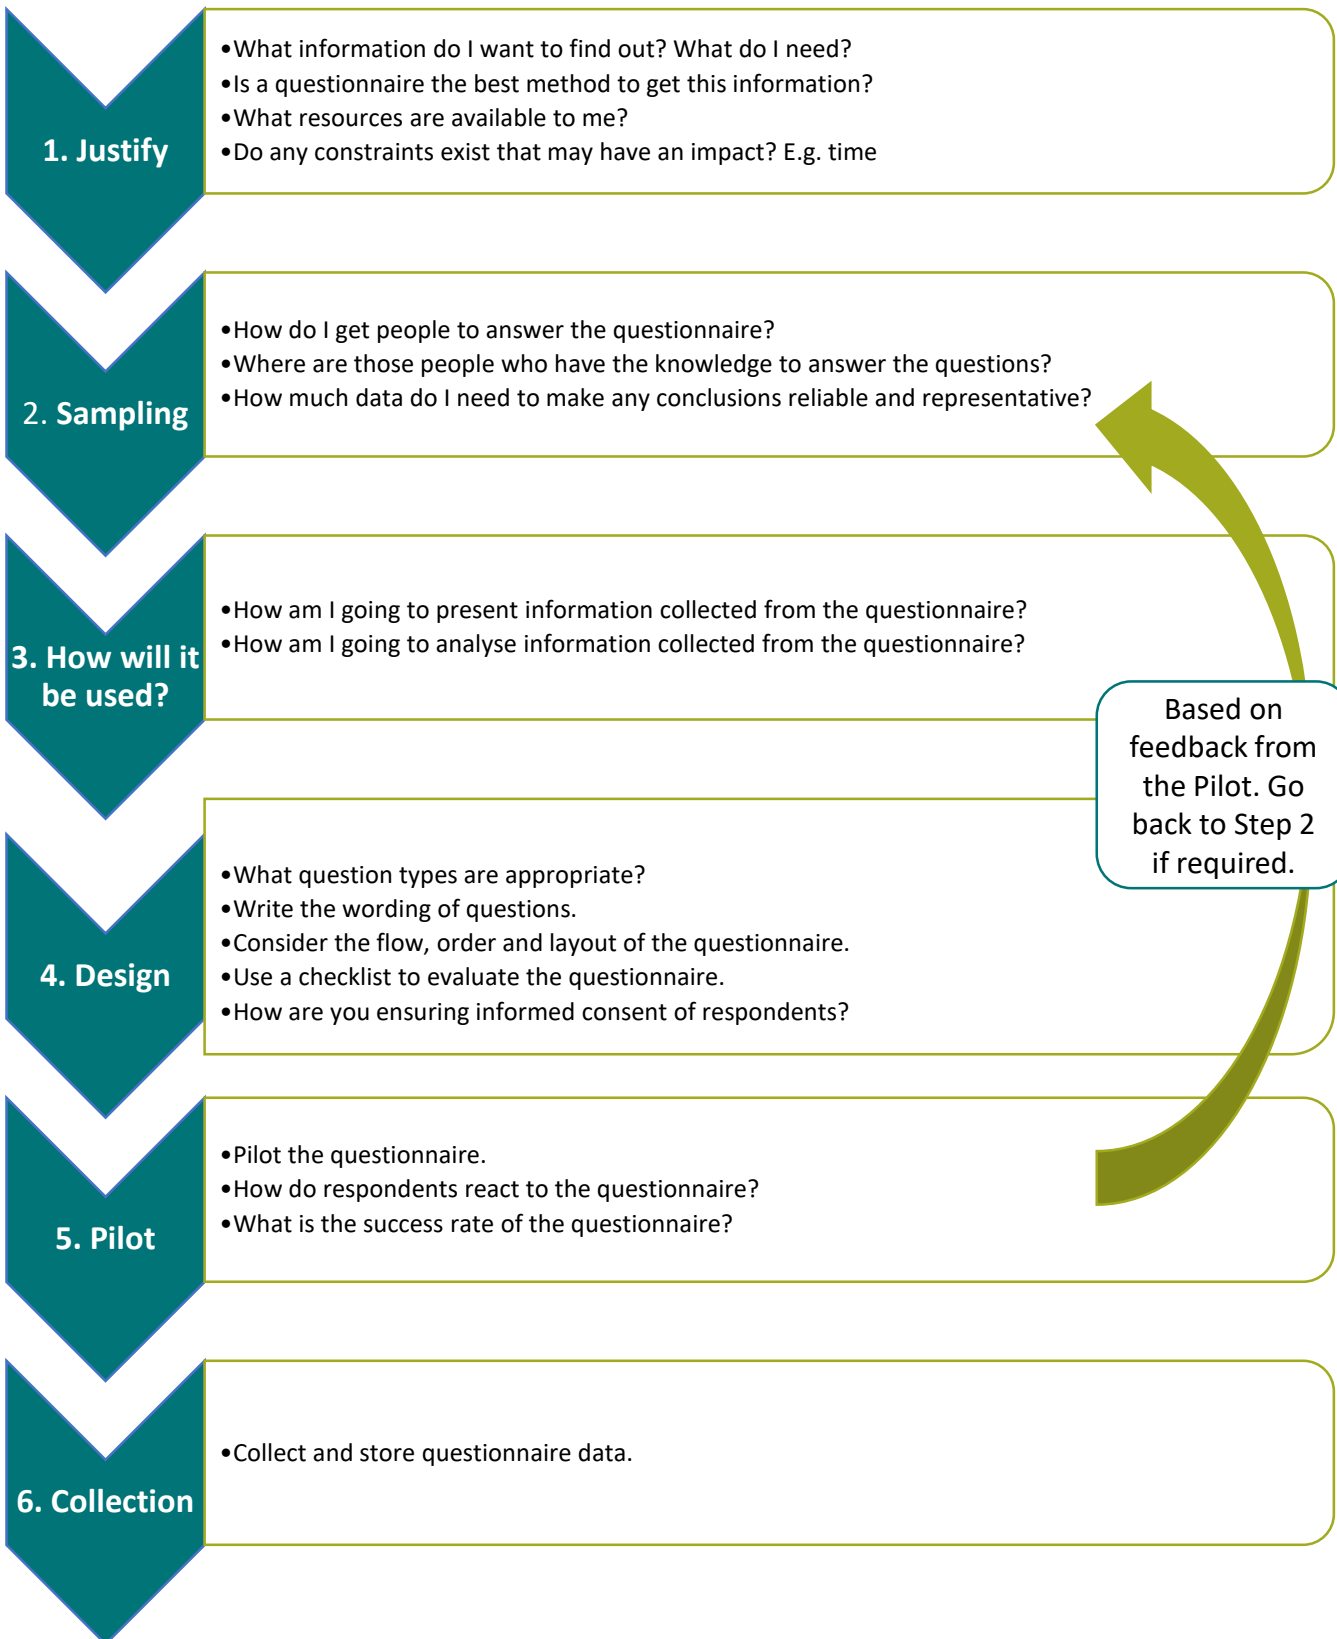 1. Justify
•What information do I want to find out? What do I need?
•Is a questionnaire the best method to get this information?
•What resources are available to me?
•Do any constraints exist that may have an impact? E.g. time
2. Sampling
•How do I get people to answer the questionnaire?
•Where are those people who have the knowledge to answer the questions?
•How much data do I need to make any conclusions reliable and representative?
3. How will it
be used?
•How am I going to present information collected from the questionnaire?
•How am I going to analyse information collected from the questionnaire?
Based on
feedback from
the Pilot. Go
back to Step 2
if required.
4. Design
•What question types are appropriate?
•Write the wording of questions.
•Consider the flow, order and layout of the questionnaire.
•Use a checklist to evaluate the questionnaire.
•How are you ensuring informed consent of respondents?
5. Pilot
•Pilot the questionnaire.
•How do respondents react to the questionnaire?
•What is the success rate of the questionnaire?
6. Collection
•Collect and store questionnaire data.